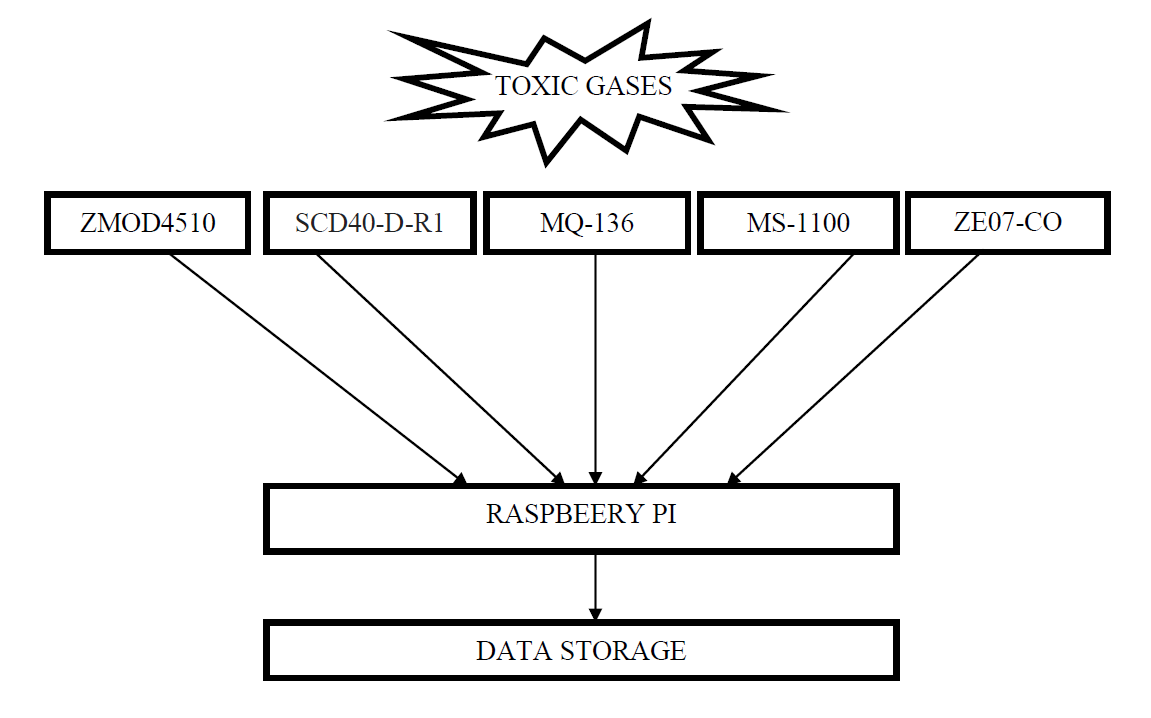 TOXIC GASES
ZMOD4510
SCD40-D-R1
MQ-136
MS-1100
ZE07-CO
RASPBEERY PI
DATA STORAGE